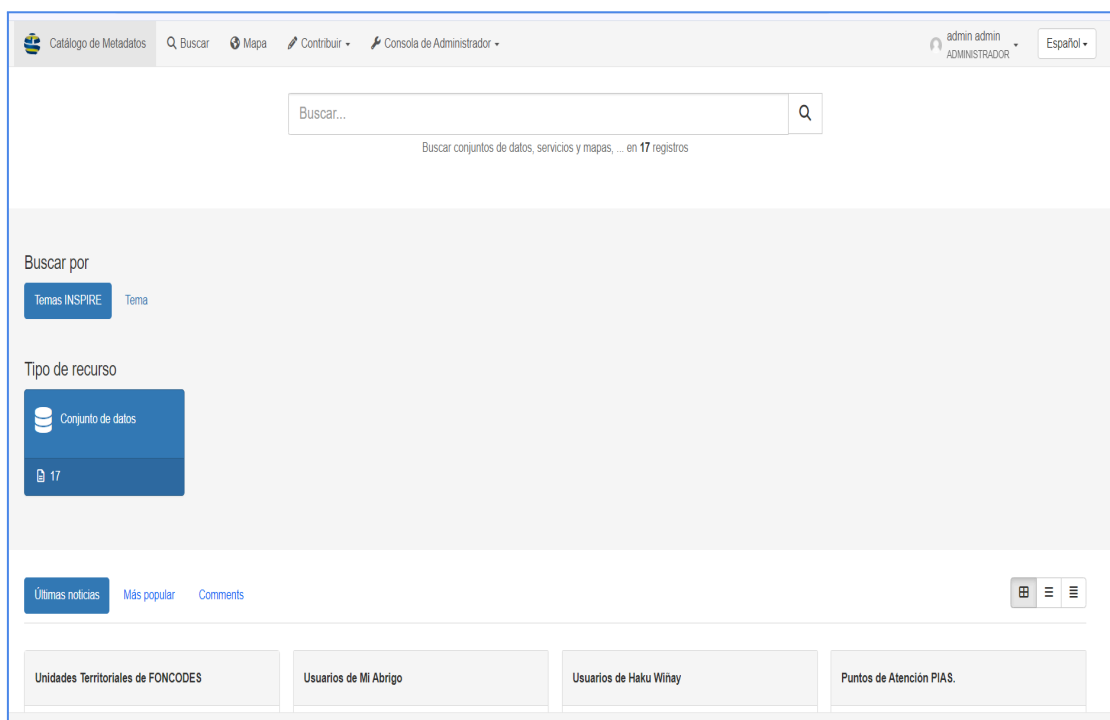 Catálogo de Metadatos Buscar Mapa Contribuir Consola de Administrador admin admin Español
ADMINISTRADOR
Buscar...
Buscar conjuntos de datos, servicios y mapas, ... en 17 registros
Buscar por
Temas INSPIRE Tema
Tipo de recurso
Conjunto de datos
17
Últimas noticias Más popular Comments
Unidades Territoriales de FONCODES Usuarios de Mi Abrigo Usuarios de Haku Wiñay Puntos de Atención PIAS.